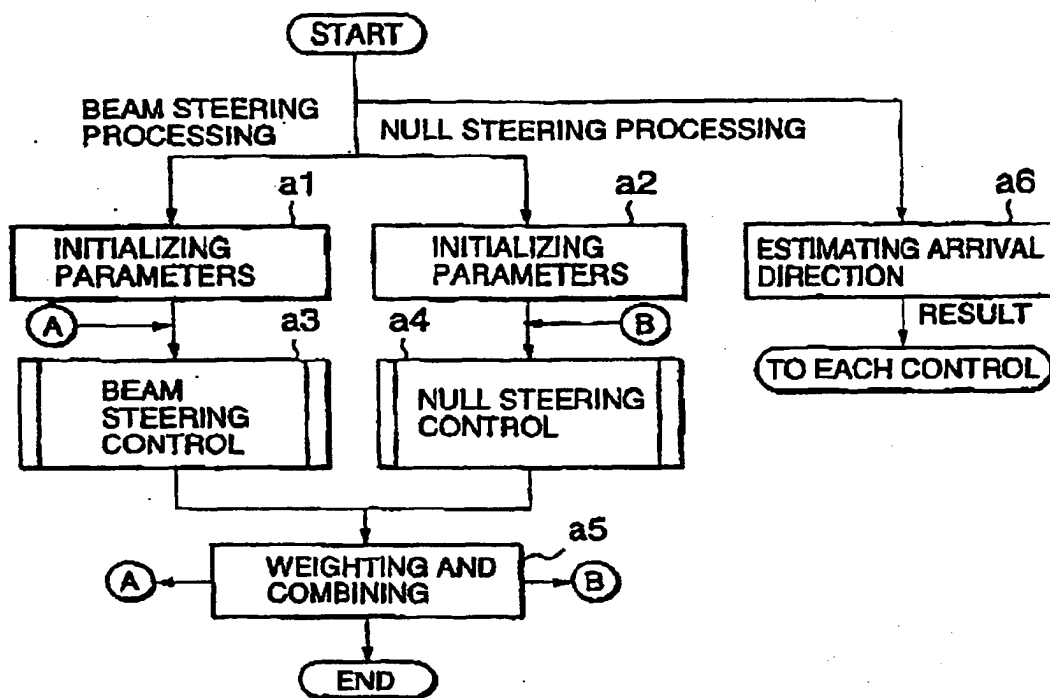 START
BEAM STEERING
PROCESSING
NULL STEERING PROCESSING
a1
a2
a6
INITIALIZING
PARAMETERS
INITIALIZING
PARAMETERS
ESTIMATING ARRIVAL
DIRECTION
A
a3
a4
B
RESULT
BEAM
STEERING
CONTROL
NULL STEERING
CONTROL
TO EACH CONTROL
a5
A
WEIGHTING AND
COMBINING
B
END